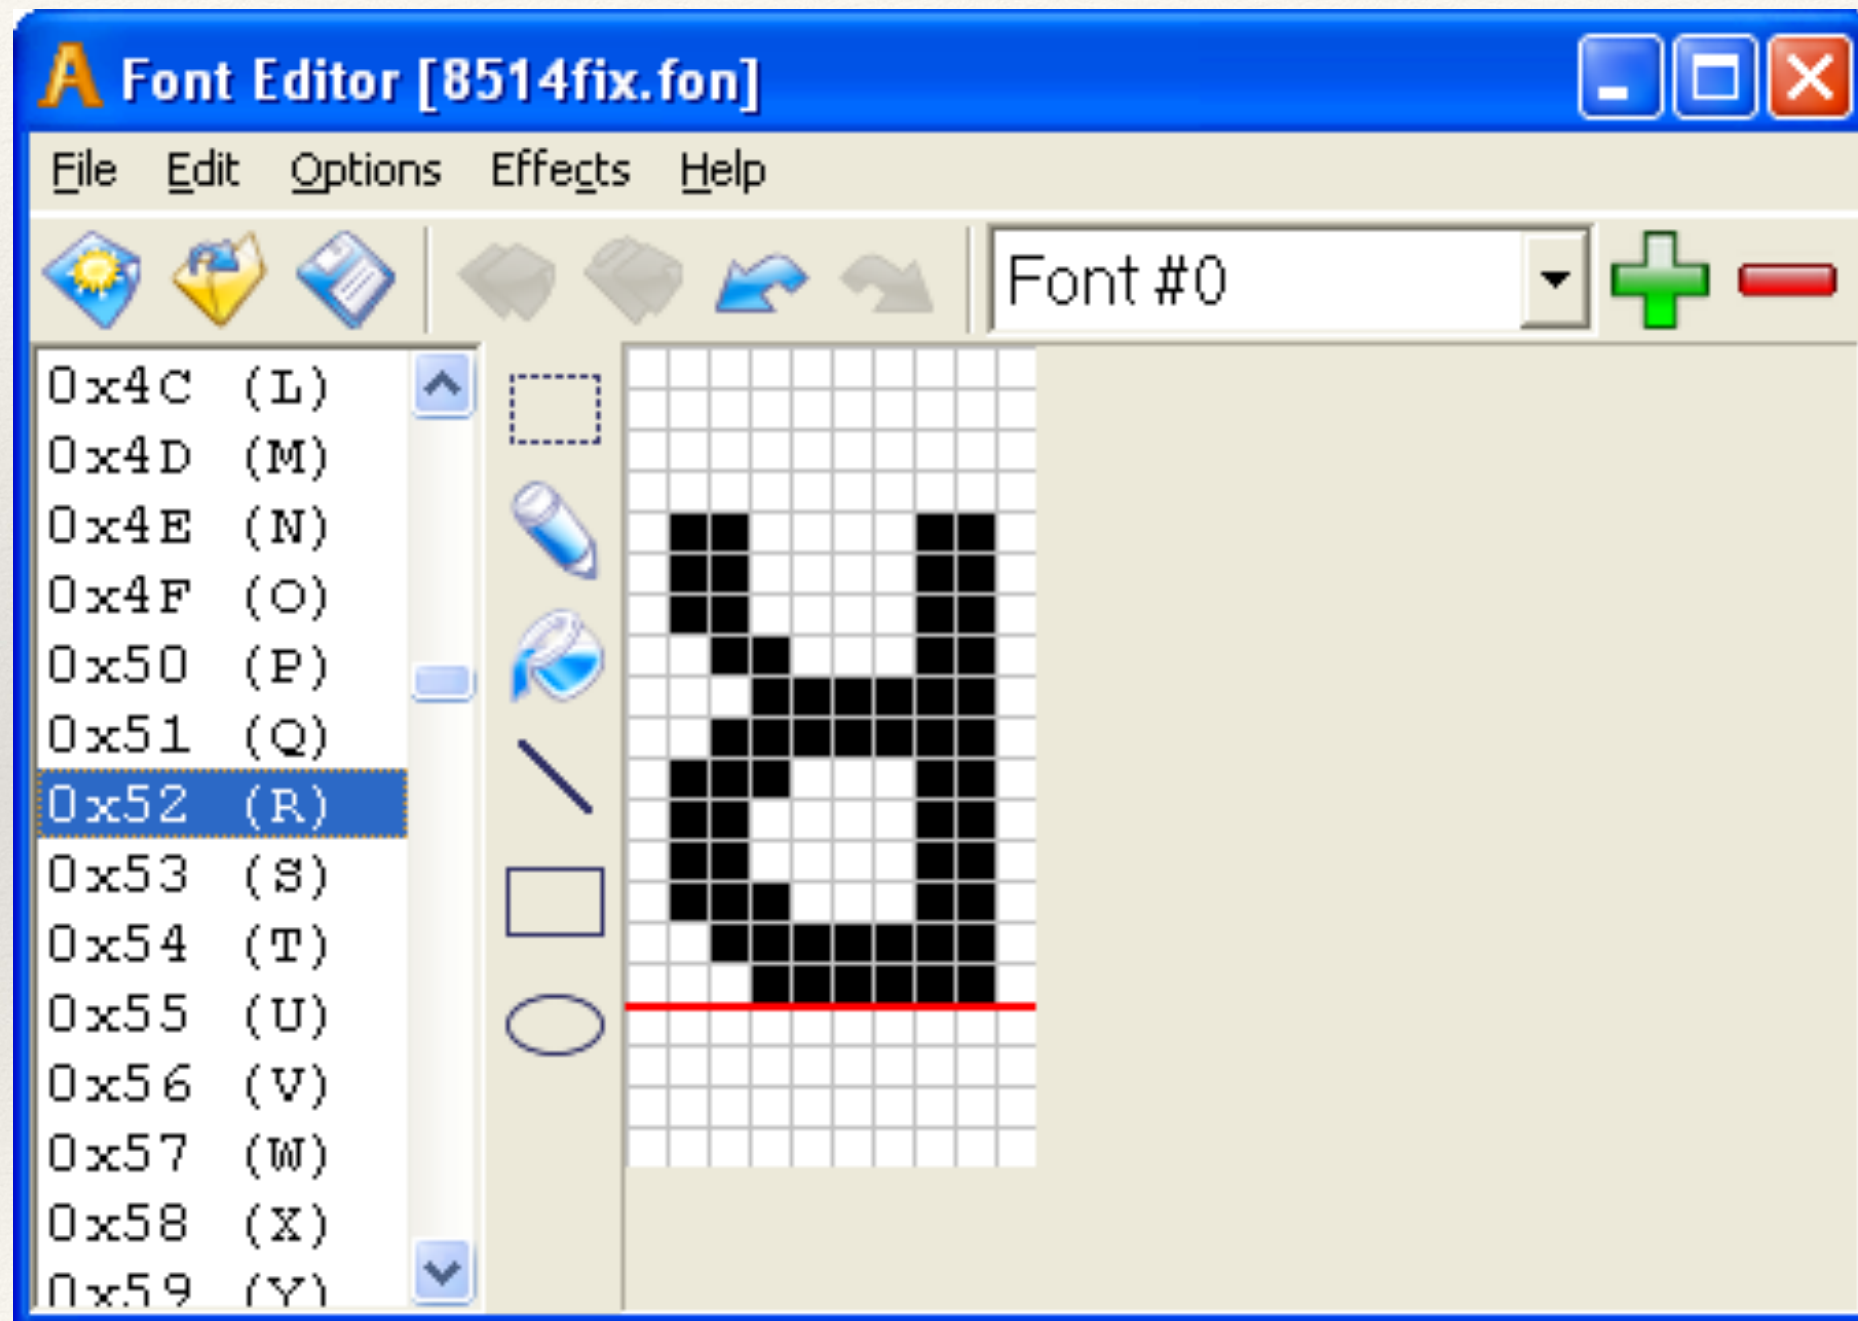 Font Editor [8514fix.fon]
File Edit Options Effects Help
Font #0
0x4C (L)
0x4D (M)
0x4E (N)
0x4F (O)
0x50 (P)
0x51 (Q)
0x52 (R)
0x53 (S)
0x54 (T)
0x55 (U)
0x56 (V)
0x57 (W)
0x58 (X)
0x59 (Y)
R